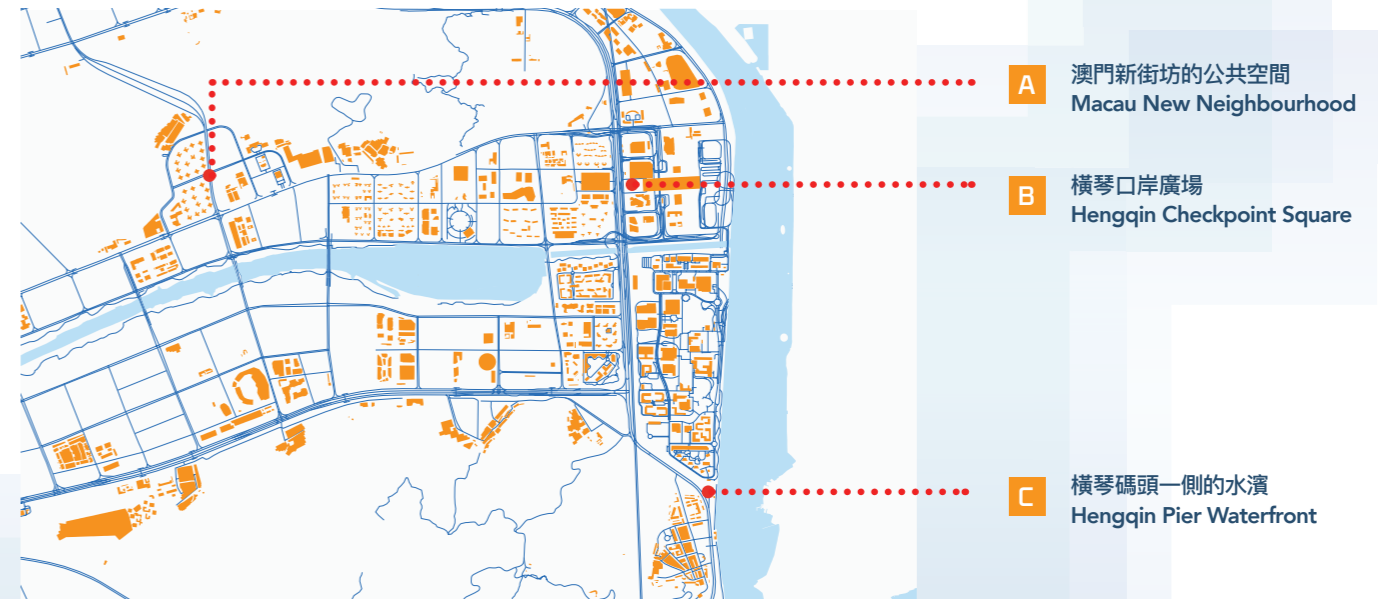 A
澳門新街坊的公共空間
Macau New Neighbourhood
B
橫琴口岸廣場
Hengqin Checkpoint Square
C
橫琴碼頭一側的水濱
Hengqin Pier Waterfront